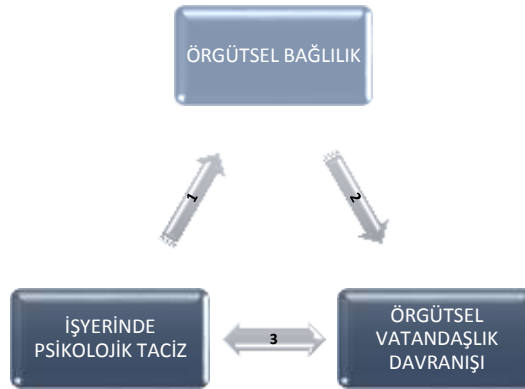 ÖRGÜTSEL BAĞLILIK
1
2
İŞYERİNDE
PSİKOLOJİK TACİZ
3
ÖRGÜTSEL
VATANDAŞLIK
DAVRANIŞI